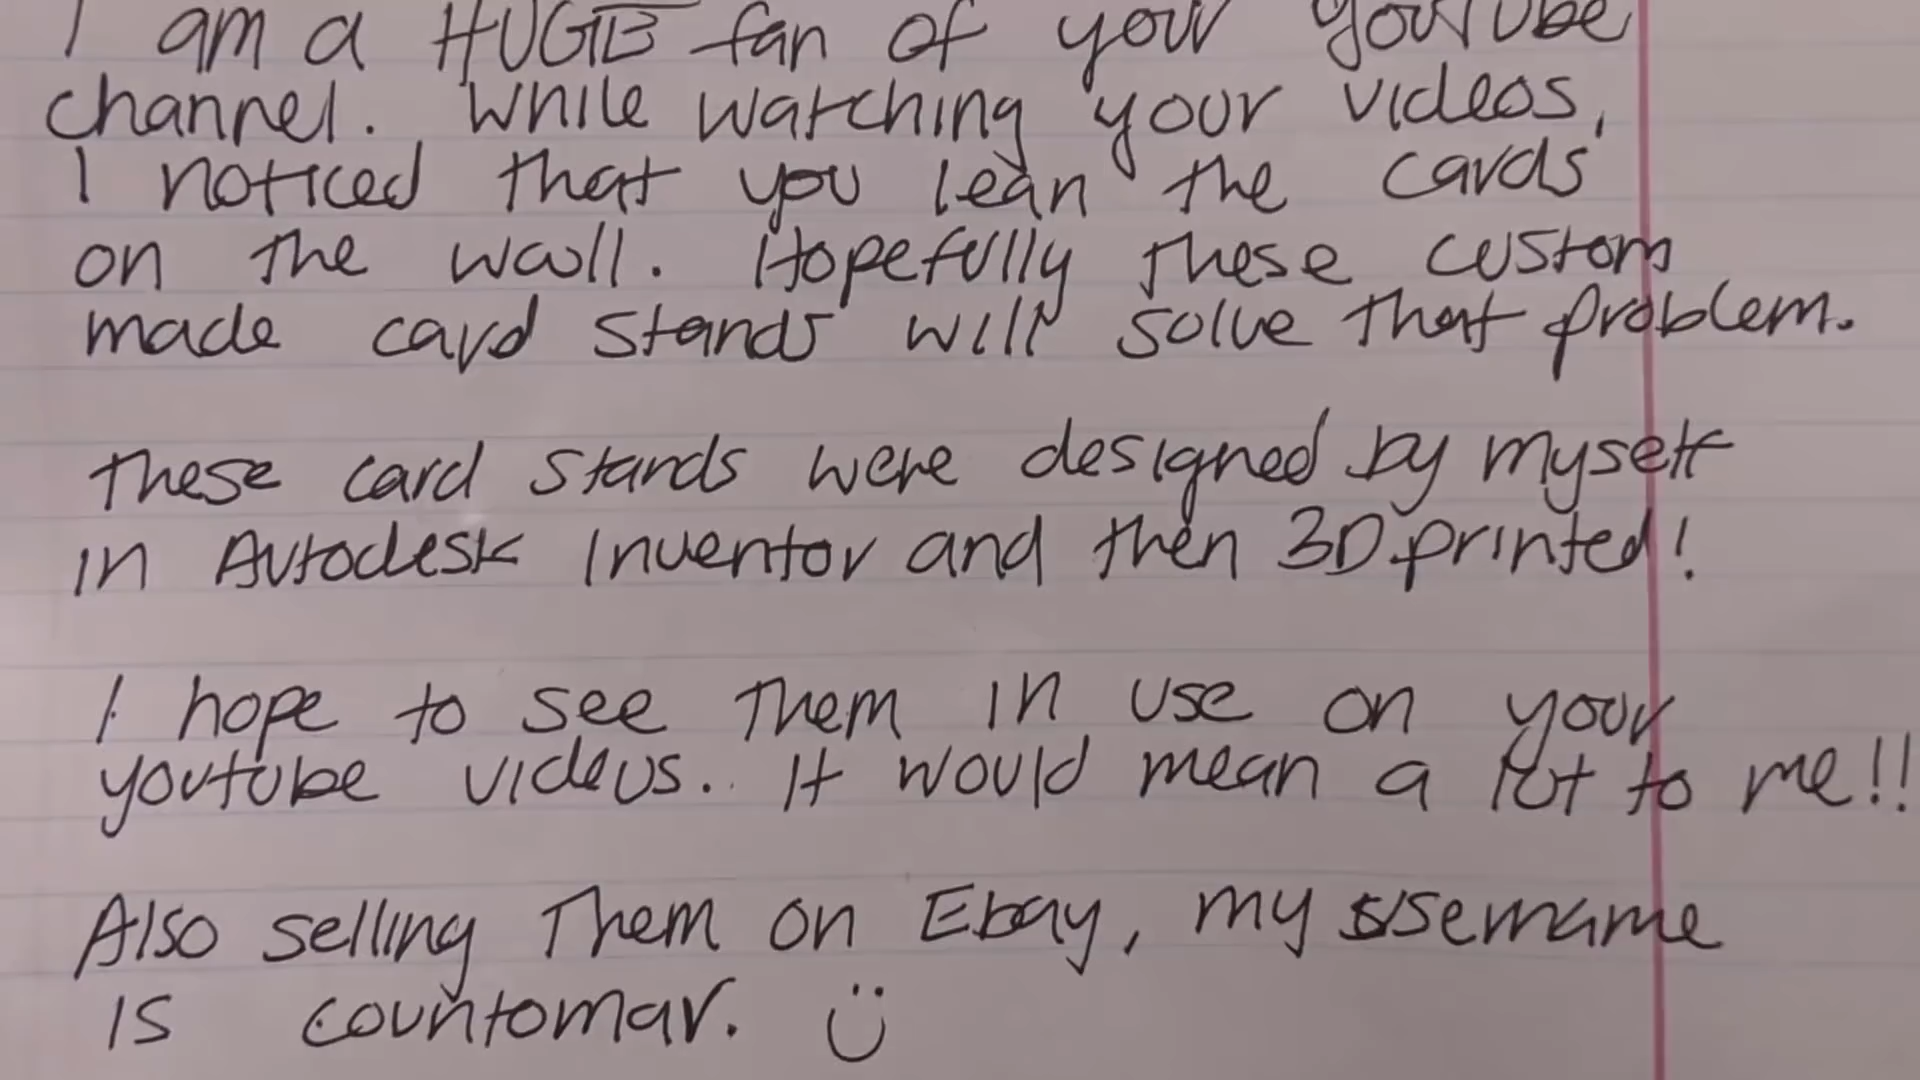 I am a HUGE fan of your YouTube
channel. While watching your videos,
I noticed that you lean the cards
on the wall. Hopefully these custom
made card stands will solve that problem.
These card stands were designed by myself
in Autodesk Inventor and then 3D printed!
I hope to see them in use on your
youtube videos. It would mean a lot to me!!
Also selling them on Ebay, my username
is countomar. :)